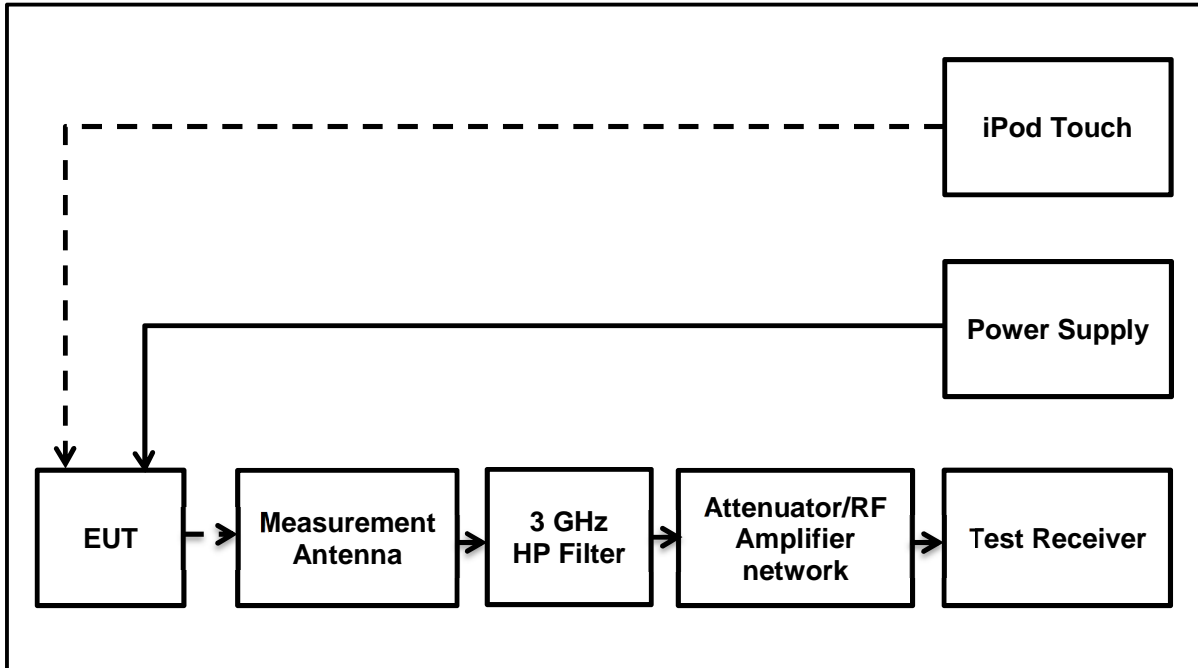 iPod Touch
Power Supply
EUT
Measurement
Antenna
3 GHz
HP Filter
Attenuator/RF
Amplifier
network
Test Receiver